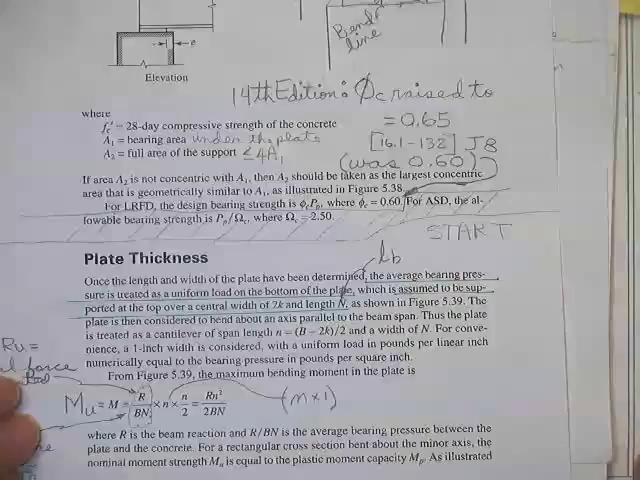 Bend
line
e
Elevation
14th Edition: ϕc raised to
= 0.65
[16.1-132] J8
(was 0.60)
where
f'c = 28-day compressive strength of the concrete
A1 = bearing area under the plate
A2 = full area of the support ≤ 4A1
If area A2 is not concentric with A1, then A2 should be taken as the largest concentric
area that is geometrically similar to A1, as illustrated in Figure 5.38.
For LRFD, the design bearing strength is ϕcPp, where ϕc = 0.60. For ASD, the al-
lowable bearing strength is Pp/Ωc, where Ωc = 2.50.
START
lb
Plate Thickness
Once the length and width of the plate have been determined, the average bearing pres-
sure is treated as a uniform load on the bottom of the plate, which is assumed to be sup-
ported at the top over a central width of 2k and length N, as shown in Figure 5.39. The
plate is then considered to bend about an axis parallel to the beam span. Thus the plate
is treated as a cantilever of span length n = (B − 2k)/2 and a width of N. For conve-
nience, a 1-inch width is considered, with a uniform load in pounds per linear inch
numerically equal to the bearing pressure in pounds per square inch.
From Figure 5.39, the maximum bending moment in the plate is
Ru =
force
Mu = M = R/BN × n × n/2 = Rn²/2BN
(n×1)
where R is the beam reaction and R/BN is the average bearing pressure between the
plate and the concrete. For a rectangular cross section bent about the minor axis, the
nominal moment strength Mn is equal to the plastic moment capacity Mp. As illustrated